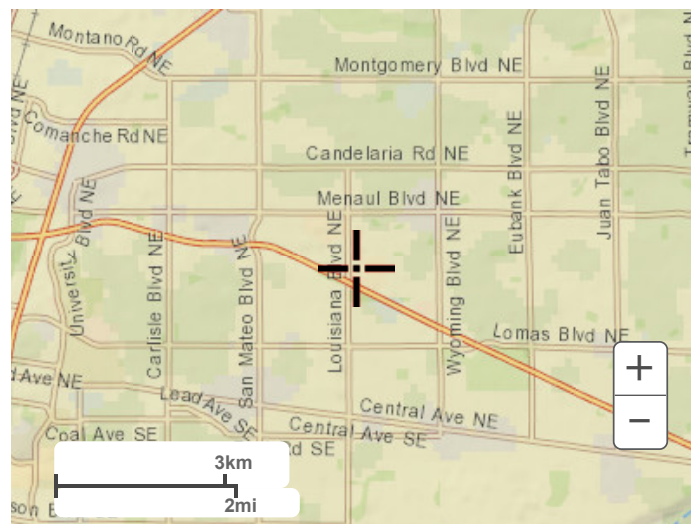 Montano Rd NE
Montgomery Blvd NE
Blvd NE
Comanche Rd NE
Candelaria Rd NE
Menaul Blvd NE
University Blvd NE
Carlisle Blvd NE
San Mateo Blvd NE
Louisiana Blvd NE
Wyoming Blvd NE
Eubank Blvd NE
Juan Tabo Blvd NE
Lomas Blvd NE
d Ave NE
Lead Ave SE
Central Ave NE
Central Ave SE
Coal Ave SE
Rd SE
+
−
3km
2mi